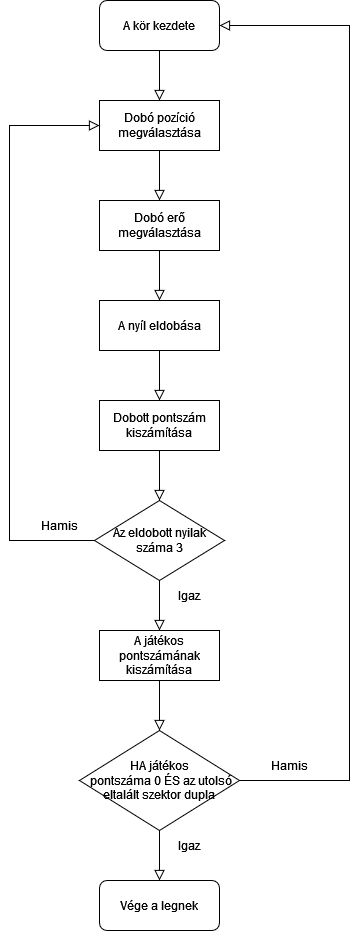 A kör kezdete
Dobó pozíció
megválasztása
Dobó erő
megválasztása
A nyíl eldobása
Dobott pontszám
kiszámítása
Hamis
Az eldobott nyilak
száma 3
Igaz
A játékos
pontszámának
kiszámítása
HA játékos
pontszáma 0 ÉS az utolsó
eltalált szektor dupla
Hamis
Igaz
Vége a legnek